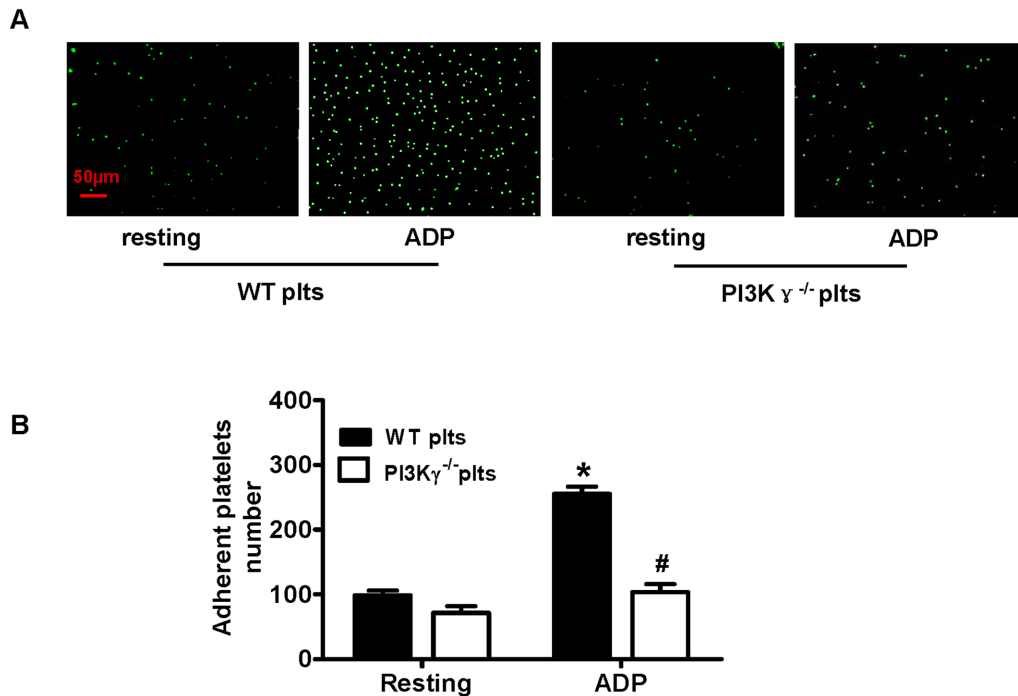 A
50µm
resting ADP resting ADP
WT plts PI3K ɣ -/- plts
B
Adherent platelets
number
400
300
200
100
0
WT plts
PI3Kγ-/-plts
*
#
Resting ADP